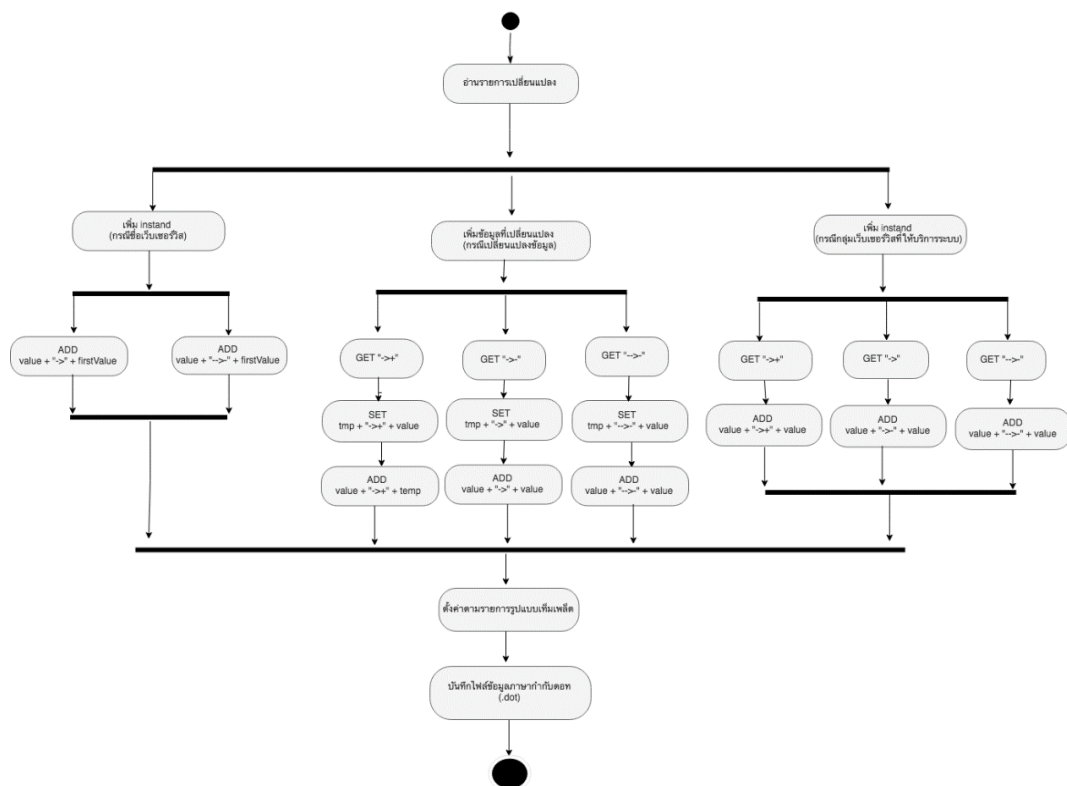 อ่านรายการเปลี่ยนแปลง
เพิ่ม instand
(กรณีชื่อเว็บเซอร์วิส)
เพิ่มข้อมูลที่เปลี่ยนแปลง
(กรณีเปลี่ยนแปลงข้อมูล)
เพิ่ม instand
(กรณีกลุ่มเว็บเซอร์วิสที่ให้บริการระบบ)
ADD
value + "->" + firstValue
ADD
value + "-->-" + firstValue
GET "->+"
GET "->-"
GET "-->-"
GET "->+"
GET "->"
GET "-->-"
SET
tmp + "->+" + value
SET
tmp + "->" + value
SET
tmp + "-->-" + value
ADD
value + "->+" + value
ADD
value + "->-" + value
ADD
value + "-->-" + value
ADD
value + "->+" + temp
ADD
value + "->" + value
ADD
value + "-->-" + value
ตั้งค่าตามรายการรูปแบบเท็มเพล็ต
บันทึกไฟล์ข้อมูลภาษากำกับดอท
(.dot)